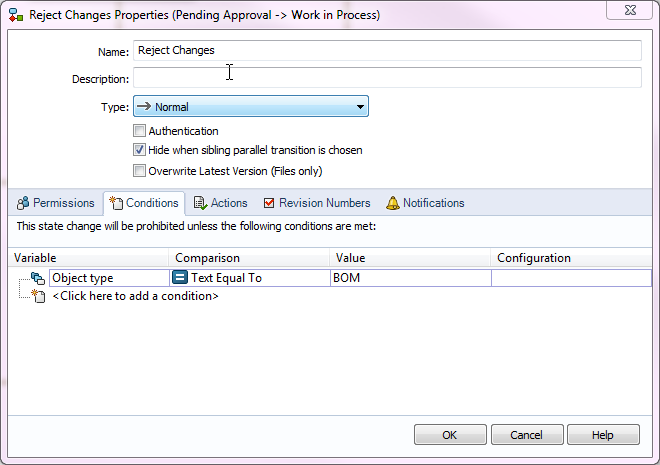 Reject Changes Properties (Pending Approval -> Work in Process)
Name: Reject Changes
Description:
Type: Normal
Authentication
Hide when sibling parallel transition is chosen
Overwrite Latest Version (Files only)
Permissions Conditions Actions Revision Numbers Notifications
This state change will be prohibited unless the following conditions are met:
Variable Comparison Value Configuration
Object type Text Equal To BOM
<Click here to add a condition>
OK Cancel Help